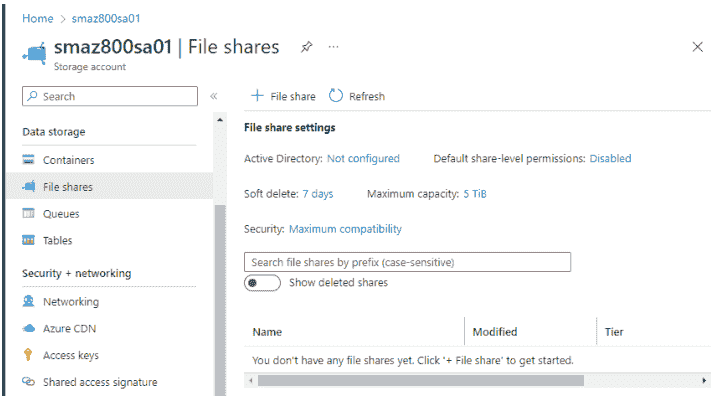 Home > smaz800sa01
smaz800sa01 | File shares
Storage account
Search
File share
Refresh
Data storage
Containers
File shares
Queues
Tables
Security + networking
Networking
Azure CDN
Access keys
Shared access signature
File share settings
Active Directory: Not configured Default share-level permissions: Disabled
Soft delete: 7 days Maximum capacity: 5 TiB
Security: Maximum compatibility
Search file shares by prefix (case-sensitive)
Show deleted shares
Name Modified Tier
You don't have any file shares yet. Click '+ File share' to get started.